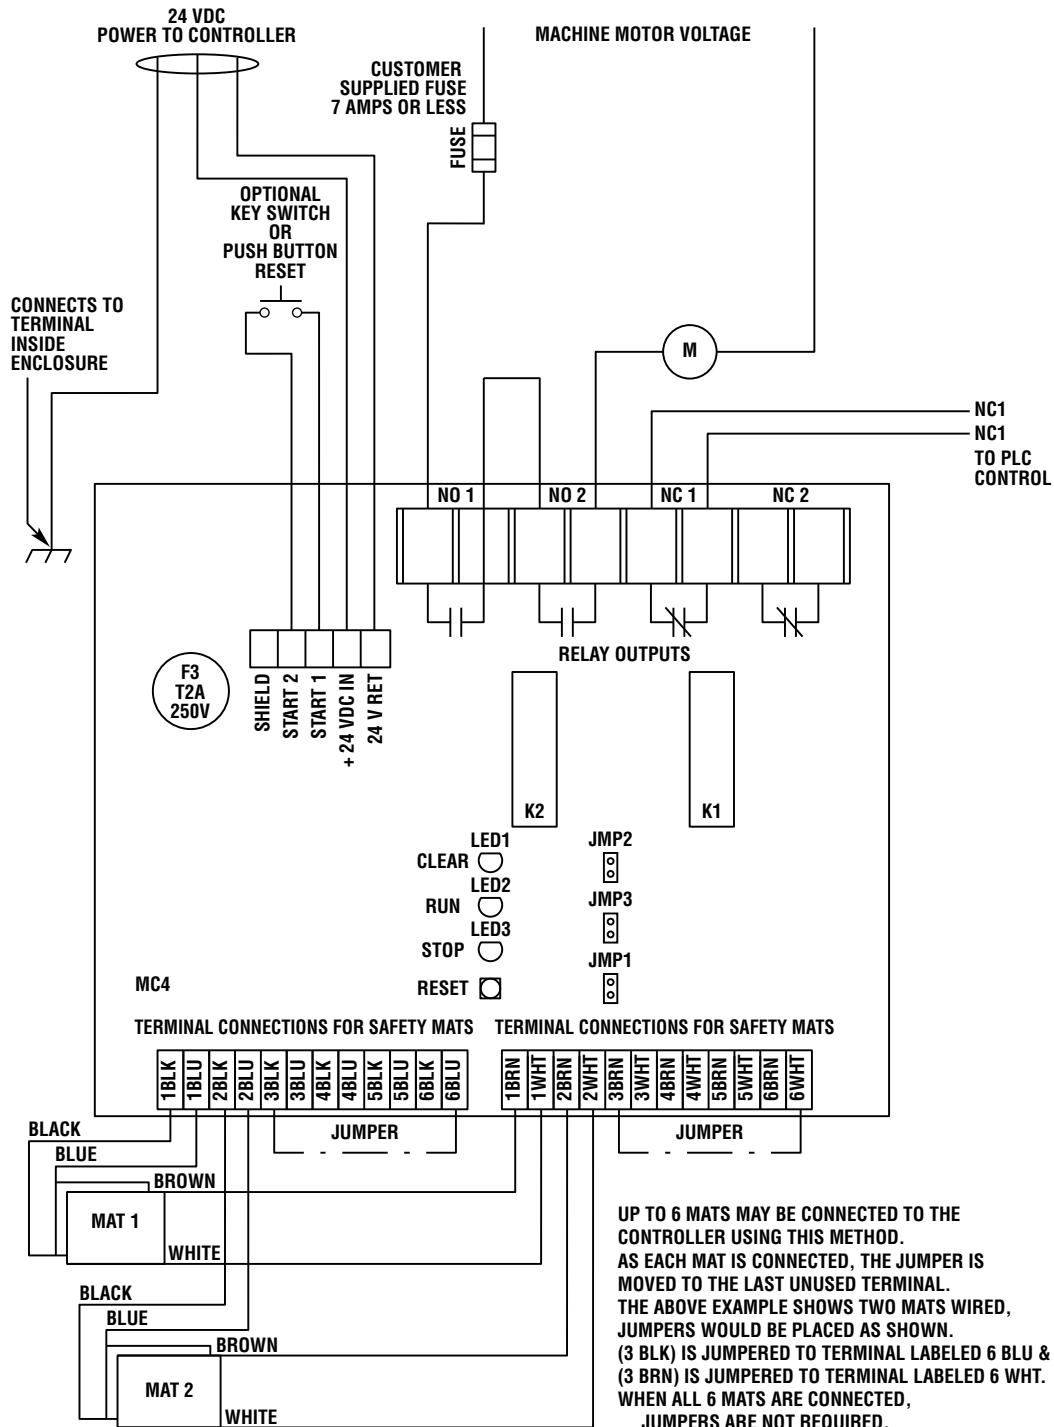 24 VDC
POWER TO CONTROLLER
MACHINE MOTOR VOLTAGE
CUSTOMER
SUPPLIED FUSE
7 AMPS OR LESS
FUSE
OPTIONAL
KEY SWITCH
OR
PUSH BUTTON
RESET
CONNECTS TO
TERMINAL
INSIDE
ENCLOSURE
M
NC1
NC1
TO PLC
CONTROL
NO 1
NO 2
NC 1
NC 2
RELAY OUTPUTS
F3
T2A
250V
SHIELD
START 2
START 1
+ 24 VDC IN
24 V RET
K2
K1
LED1
CLEAR
LED2
RUN
LED3
STOP
RESET
JMP2
JMP3
JMP1
MC4
TERMINAL CONNECTIONS FOR SAFETY MATS
TERMINAL CONNECTIONS FOR SAFETY MATS
1BLK
1BLU
2BLK
2BLU
3BLK
3BLU
4BLK
4BLU
5BLK
5BLU
6BLK
6BLU
1BRN
1WHT
2BRN
2WHT
3BRN
3WHT
4BRN
4WHT
5BRN
5WHT
6BRN
6WHT
JUMPER
JUMPER
BLACK
BLUE
BROWN
MAT 1
WHITE
BLACK
BLUE
BROWN
MAT 2
WHITE
UP TO 6 MATS MAY BE CONNECTED TO THE
CONTROLLER USING THIS METHOD.
AS EACH MAT IS CONNECTED, THE JUMPER IS
MOVED TO THE LAST UNUSED TERMINAL.
THE ABOVE EXAMPLE SHOWS TWO MATS WIRED,
JUMPERS WOULD BE PLACED AS SHOWN.
(3 BLK) IS JUMPERED TO TERMINAL LABELED 6 BLU &
(3 BRN) IS JUMPERED TO TERMINAL LABELED 6 WHT.
WHEN ALL 6 MATS ARE CONNECTED,
JUMPERS ARE NOT REQUIRED.